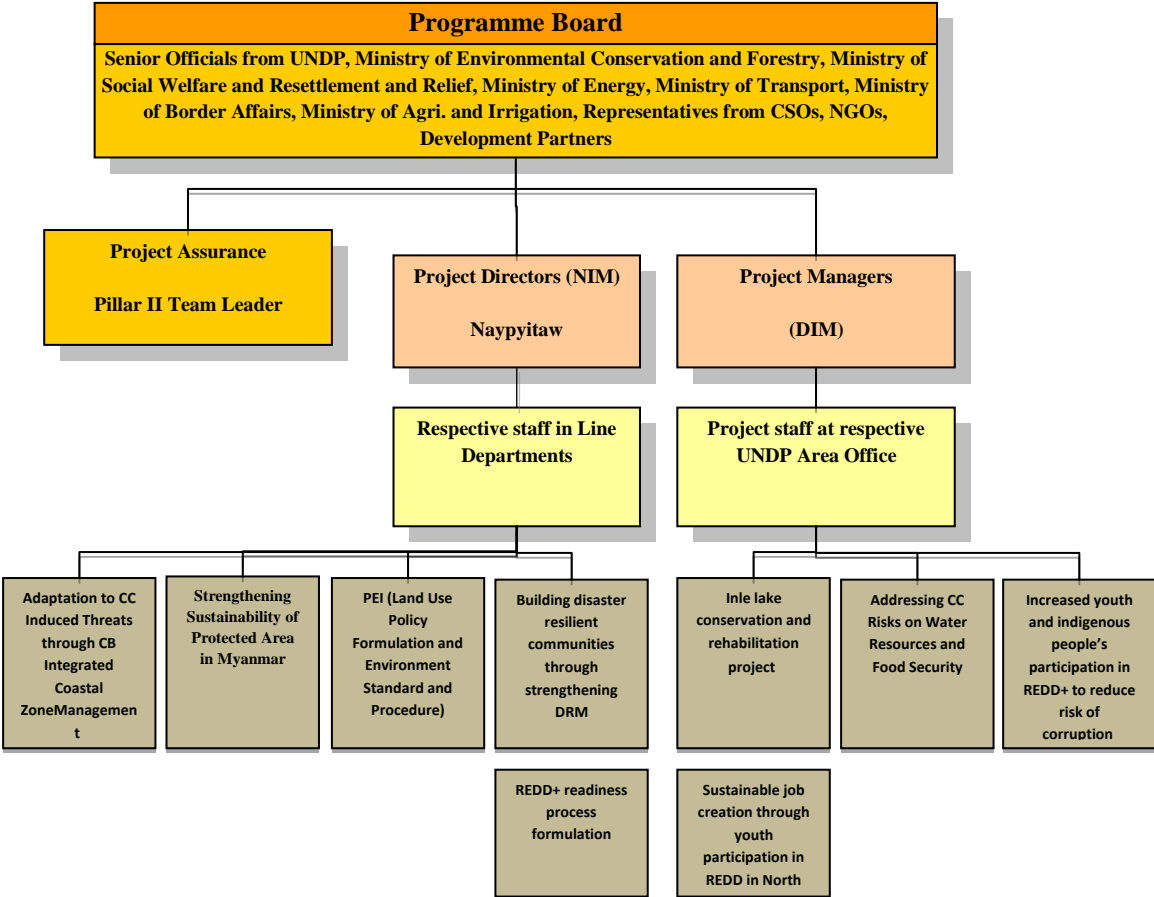 Programme Board
Senior Officials from UNDP, Ministry of Environmental Conservation and Forestry, Ministry of
Social Welfare and Resettlement and Relief, Ministry of Energy, Ministry of Transport, Ministry
of Border Affairs, Ministry of Agri. and Irrigation, Representatives from CSOs, NGOs,
Development Partners
Project Assurance
Pillar II Team Leader
Project Directors (NIM)
Naypyitaw
Project Managers
(DIM)
Respective staff in Line
Departments
Project staff at respective
UNDP Area Office
Adaptation to CC
Induced Threats
through CB
Integrated
Coastal
ZoneManagemen
t
Strengthening
Sustainability of
Protected Area
in Myanmar
PEI (Land Use
Policy
Formulation and
Environment
Standard and
Procedure)
Building disaster
resilient
communities
through
strengthening
DRM
Inle lake
conservation and
rehabilitation
project
Addressing CC
Risks on Water
Resources and
Food Security
Increased youth
and indigenous
people's
participation in
REDD+ to reduce
risk of
corruption
REDD+ readiness
process
formulation
Sustainable job
creation through
youth
participation in
REDD in North